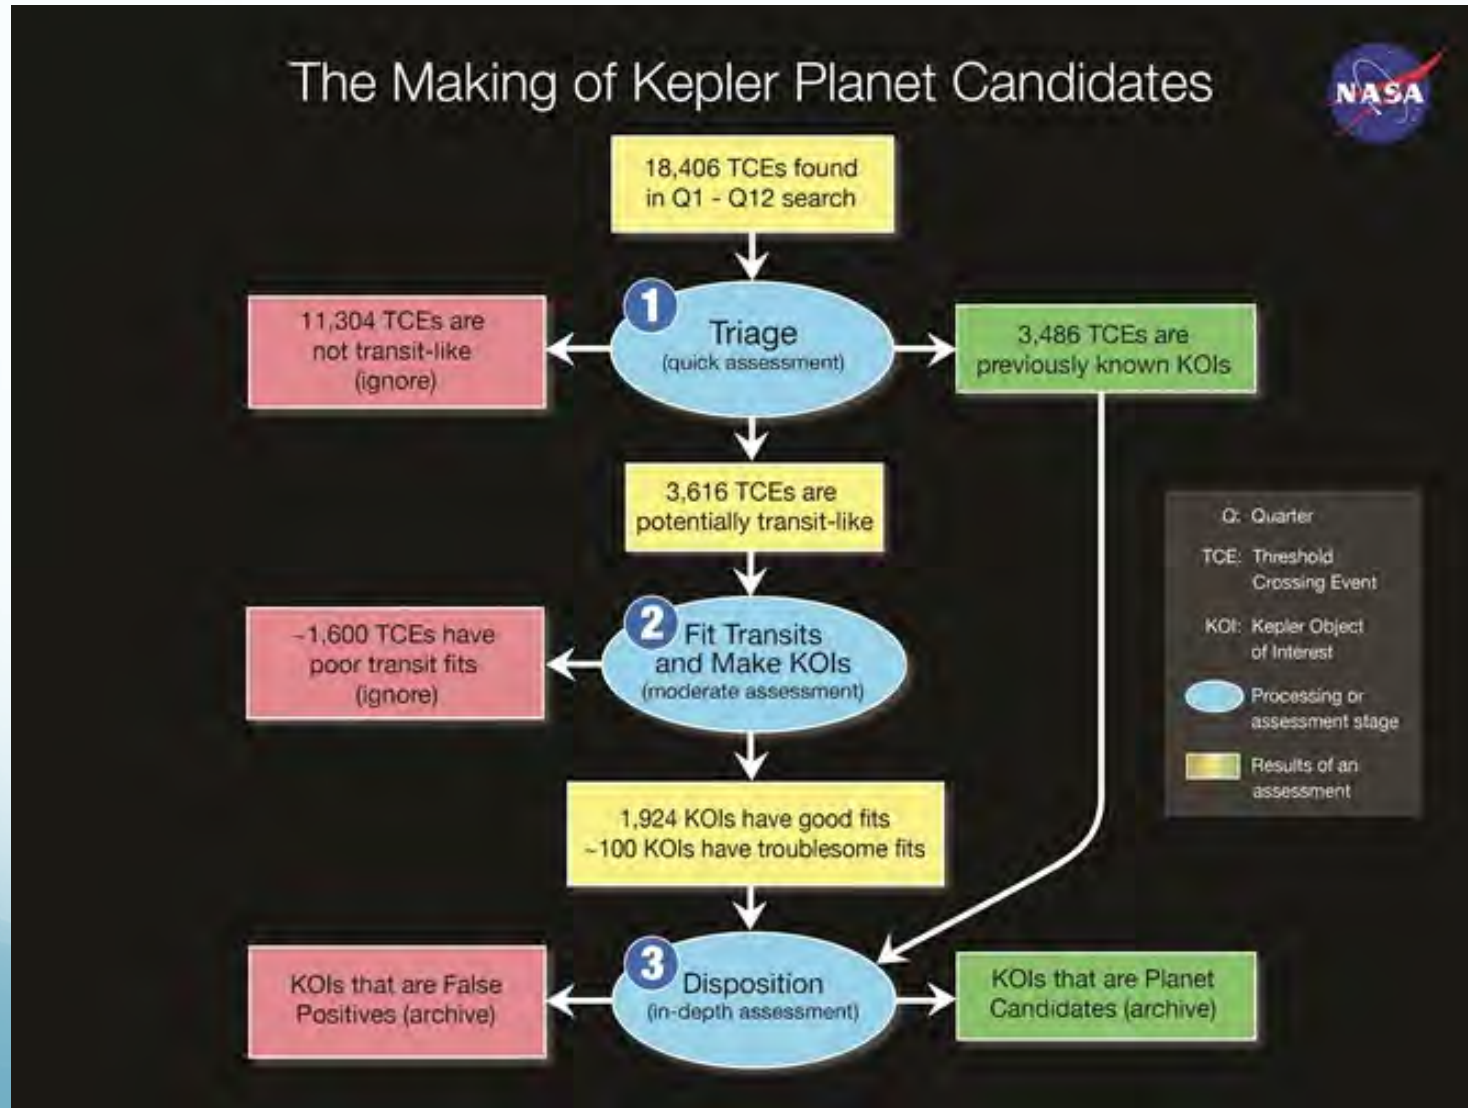 The Making of Kepler Planet Candidates
NASA
18,406 TCEs found
in Q1 - Q12 search
1
Triage
(quick assessment)
11,304 TCEs are
not transit-like
(ignore)
3,486 TCEs are
previously known KOIs
3,616 TCEs are
potentially transit-like
Q: Quarter
TCE: Threshold
Crossing Event
KOI: Kepler Object
of Interest
Processing or
assessment stage
Results of an
assessment
2
Fit Transits
and Make KOIs
(moderate assessment)
~1,600 TCEs have
poor transit fits
(ignore)
1,924 KOIs have good fits
~100 KOIs have troublesome fits
3
Disposition
(in-depth assessment)
KOIs that are False
Positives (archive)
KOIs that are Planet
Candidates (archive)